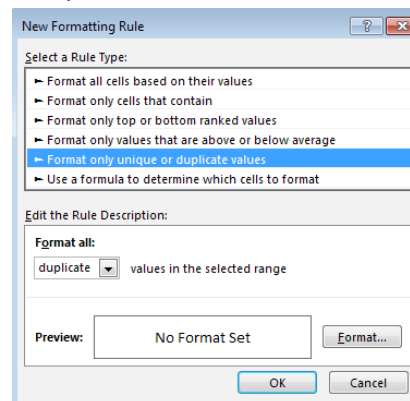 New Formatting Rule
Select a Rule Type:
► Format all cells based on their values
► Format only cells that contain
► Format only top or bottom ranked values
► Format only values that are above or below average
► Format only unique or duplicate values
► Use a formula to determine which cells to format
Edit the Rule Description:
Format all:
duplicate values in the selected range
Preview: No Format Set Format...
OK Cancel